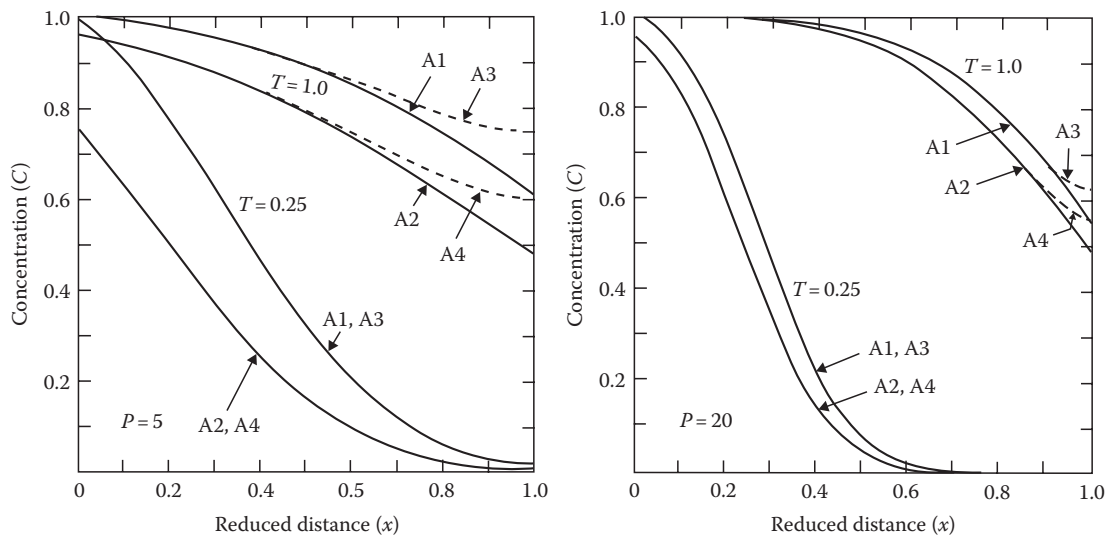 1.0
0.8
0.6
0.4
0.2
Concentration (C)
A1
A3
T = 1.0
A2
A4
T = 0.25
A1, A3
A2, A4
P = 5
0
0.2
0.4
0.5
0.8
1.0
Reduced distance (x)
1.0
0.8
0.6
0.4
0.2
Concentration (C)
T = 1.0
A1
A3
A2
A4
T = 0.25
A1, A3
A2, A4
P = 20
0
0.2
0.4
0.6
0.8
1.0
Reduced distance (x)